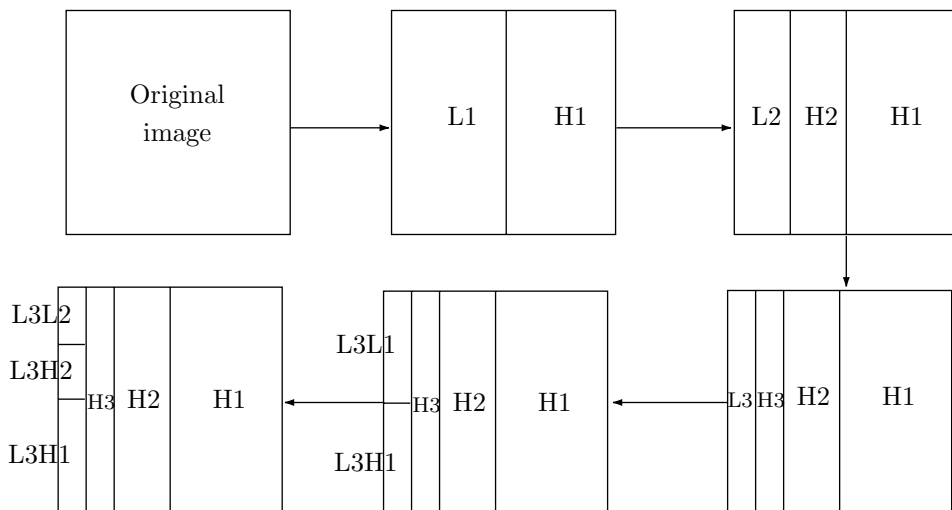 Original
image
L1 H1
L2 H2 H1
L3L2
L3H2
L3H1
H3 H2 H1
L3L1
L3H1
H3 H2 H1
L3 H3 H2 H1